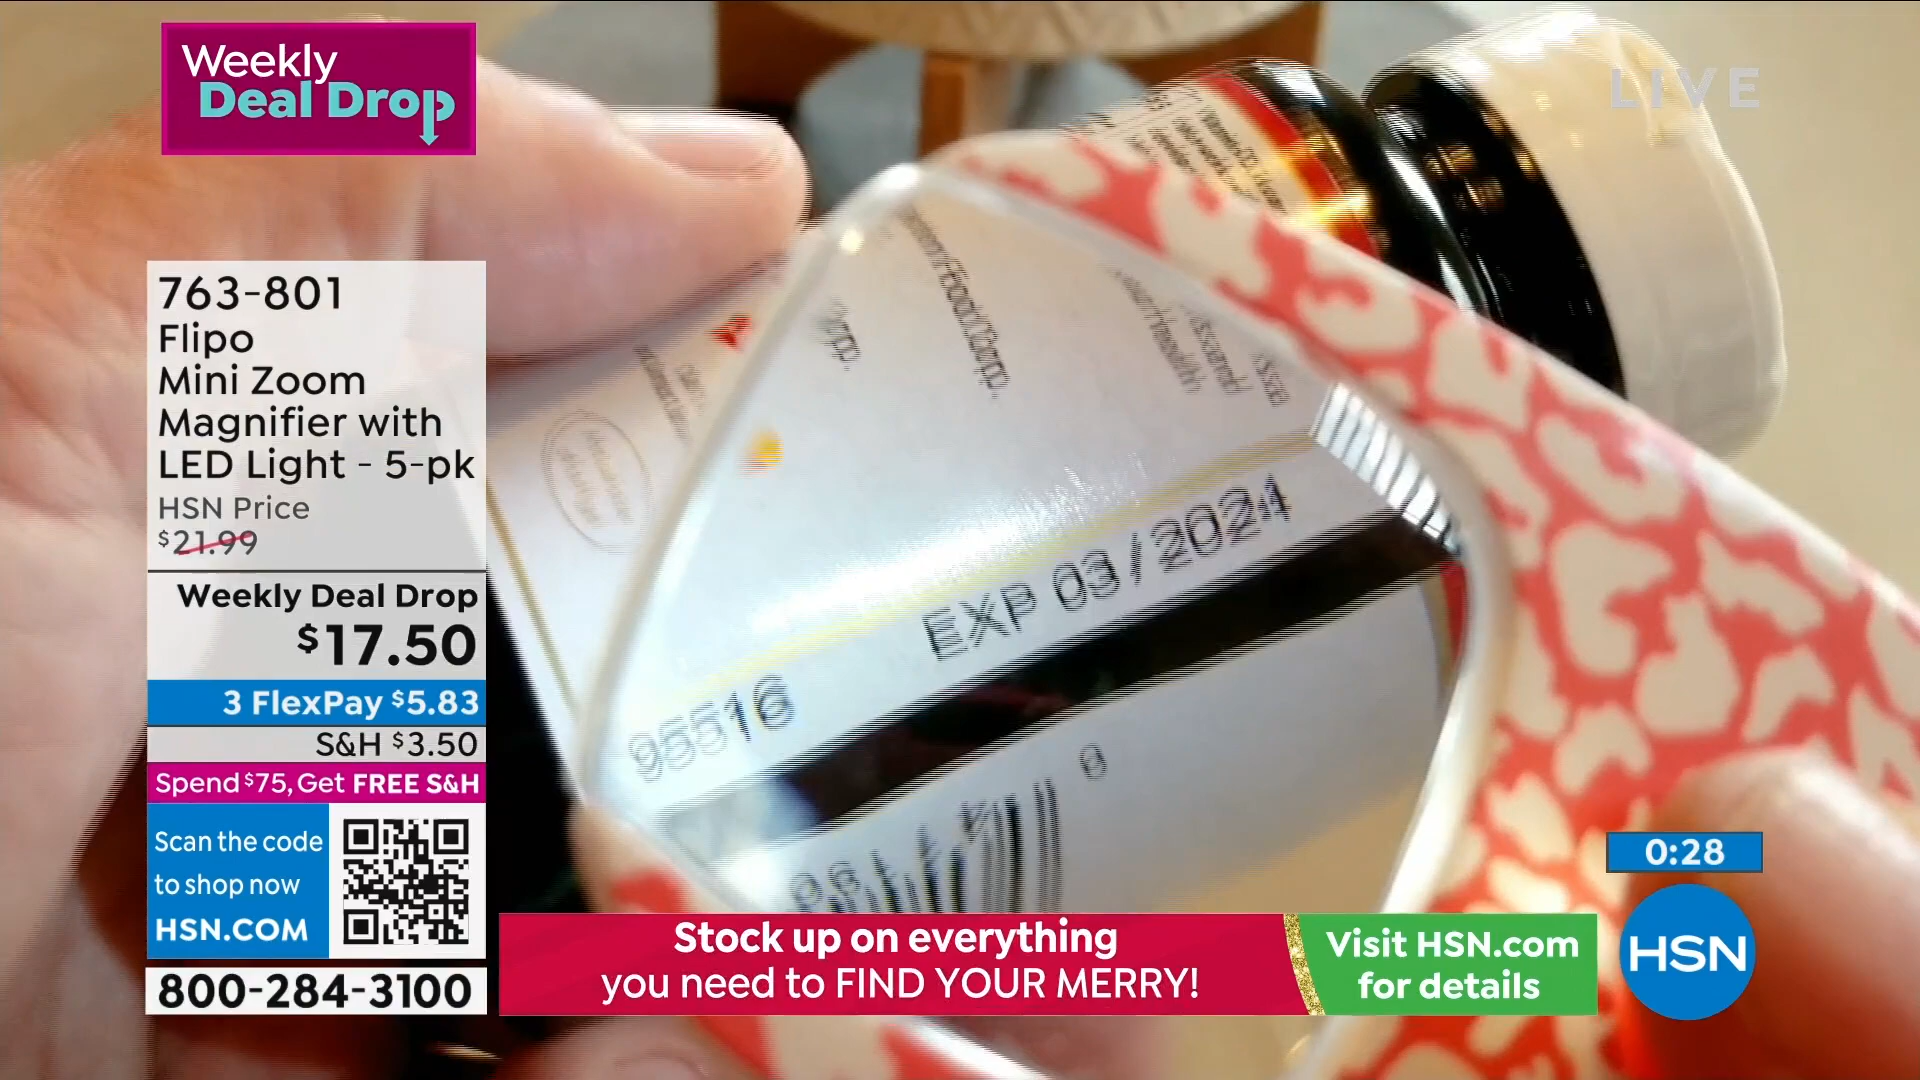 Weekly
Deal Drop
LIVE
763-801
Flipo
Mini Zoom
Magnifier with
LED Light - 5-pk
HSN Price
$21.99
Weekly Deal Drop
$17.50
3 FlexPay $5.83
S&H $3.50
Spend $75, Get FREE S&H
Scan the code
to shop now
HSN.COM
800-284-3100
EXP 03/2024
95516
0
Stock up on everything
you need to FIND YOUR MERRY!
Visit HSN.com
for details
0:28
HSN